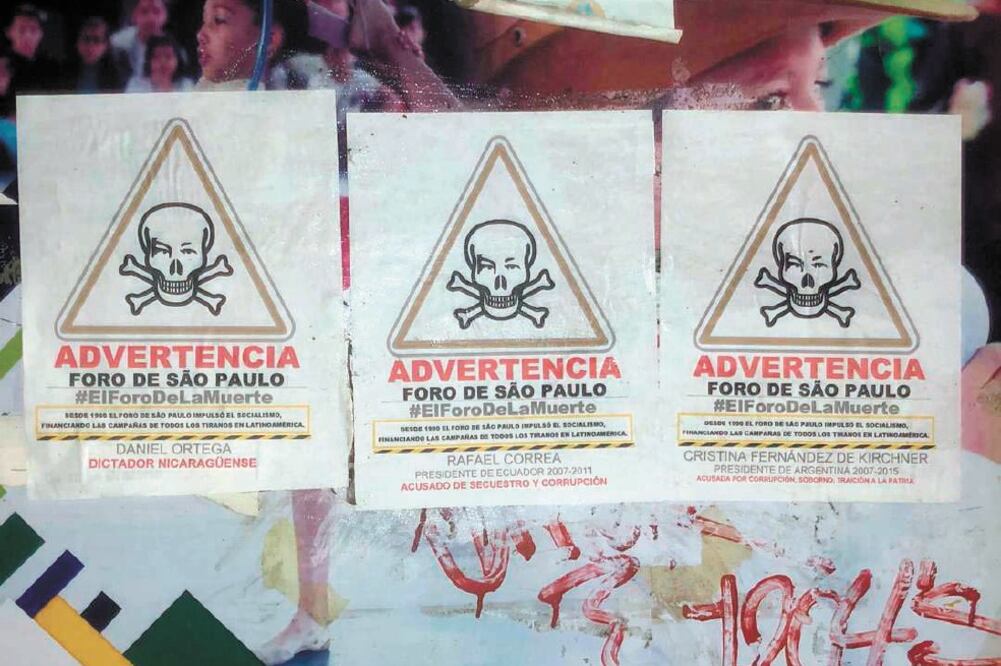 ADVERTENCIA
FORO DE SÃO PAULO
#ElForoDeLaMuerte
DESDE 1990 EL FORO DE SÃO PAULO IMPULSÓ EL SOCIALISMO,
FINANCIANDO LAS CAMPAÑAS DE TODOS LOS TIRANOS EN LATINOAMÉRICA.
DANIEL ORTEGA
DICTADOR NICARAGÜENSE
ADVERTENCIA
FORO DE SÃO PAULO
#ElForoDeLaMuerte
DESDE 1990 EL FORO DE SÃO PAULO IMPULSÓ EL SOCIALISMO,
FINANCIANDO LAS CAMPAÑAS DE TODOS LOS TIRANOS EN LATINOAMÉRICA.
RAFAEL CORREA
PRESIDENTE DE ECUADOR 2007-2011
ACUSADO DE SECUESTRO Y CORRUPCIÓN
ADVERTENCIA
FORO DE SÃO PAULO
#ElForoDeLaMuerte
DESDE 1990 EL FORO DE SÃO PAULO IMPULSÓ EL SOCIALISMO,
FINANCIANDO LAS CAMPAÑAS DE TODOS LOS TIRANOS EN LATINOAMÉRICA.
CRISTINA FERNÁNDEZ DE KIRCHNER
PRESIDENTE DE ARGENTINA 2007-2015
ACUSADA POR CORRUPCIÓN, SOBORNO, TRAICIÓN A LA PATRIA